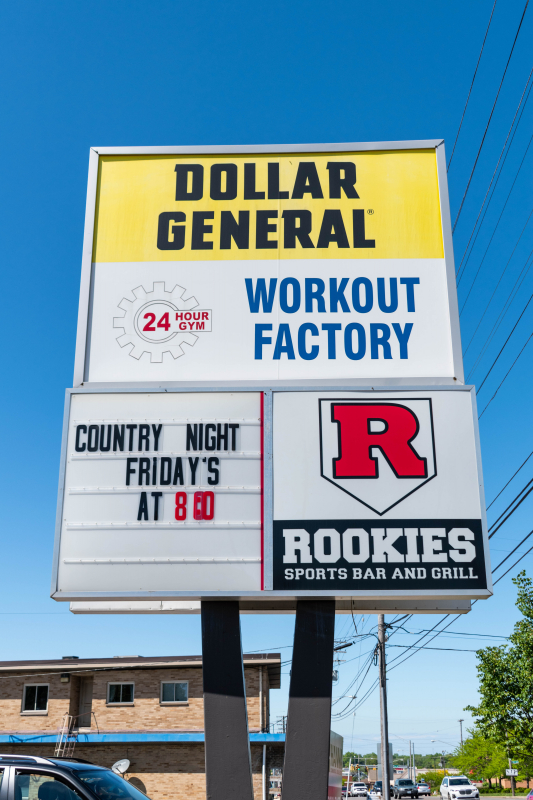 DOLLAR
GENERAL®
24 HOUR
GYM
WORKOUT
FACTORY
COUNTRY NIGHT
FRIDAY'S
AT 8 00
R
ROOKIES
SPORTS BAR AND GRILL